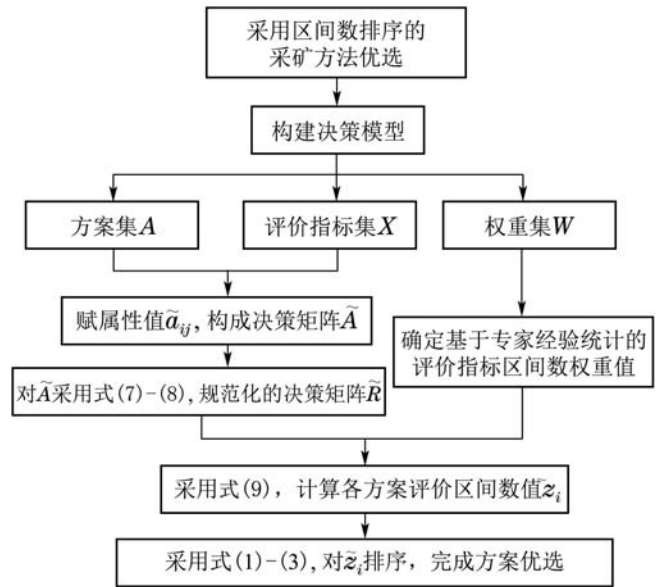 采用区间数排序的
采矿方法优选
构建决策模型
方案集A
评价指标集X
权重集W
赋属性值ãᵢⱼ, 构成决策矩阵Ã
确定基于专家经验统计的
评价指标区间数权重值
对Ã采用式(7)-(8), 规范化的决策矩阵R̃
采用式(9), 计算各方案评价区间数值z̃ᵢ
采用式(1)-(3), 对z̃ᵢ排序, 完成方案优选